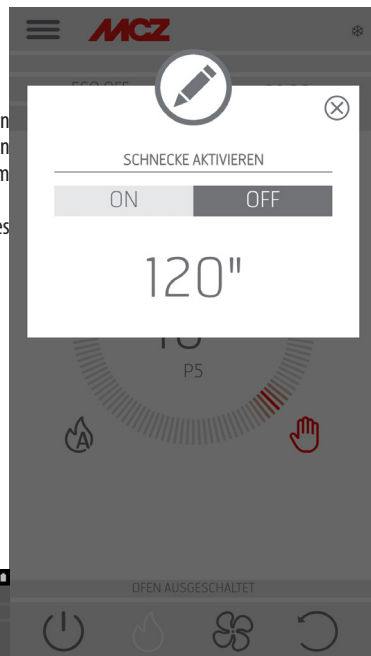 MCZ
SCHNECKE AKTIVIEREN
ON OFF
120"
P5
A
OFEN AUSGESCHALTET